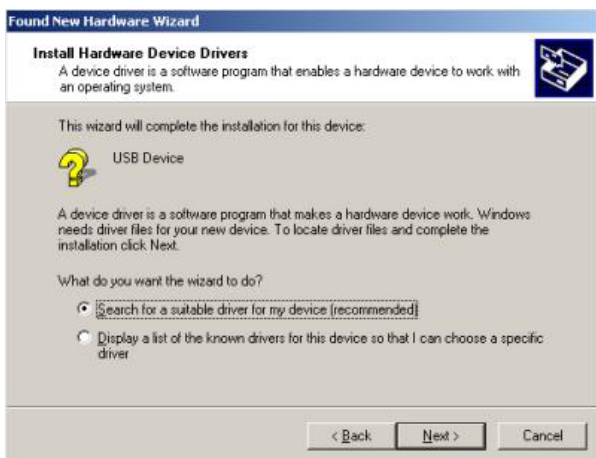 Found New Hardware Wizard
Install Hardware Device Drivers
A device driver is a software program that enables a hardware device to work with
an operating system.
This wizard will complete the installation for this device:
USB Device
A device driver is a software program that makes a hardware device work. Windows
needs driver files for your new device. To locate driver files and complete the
installation click Next.
What do you want the wizard to do?
Search for a suitable driver for my device (recommended)
Display a list of the known drivers for this device so that I can choose a specific
driver
< Back Next > Cancel